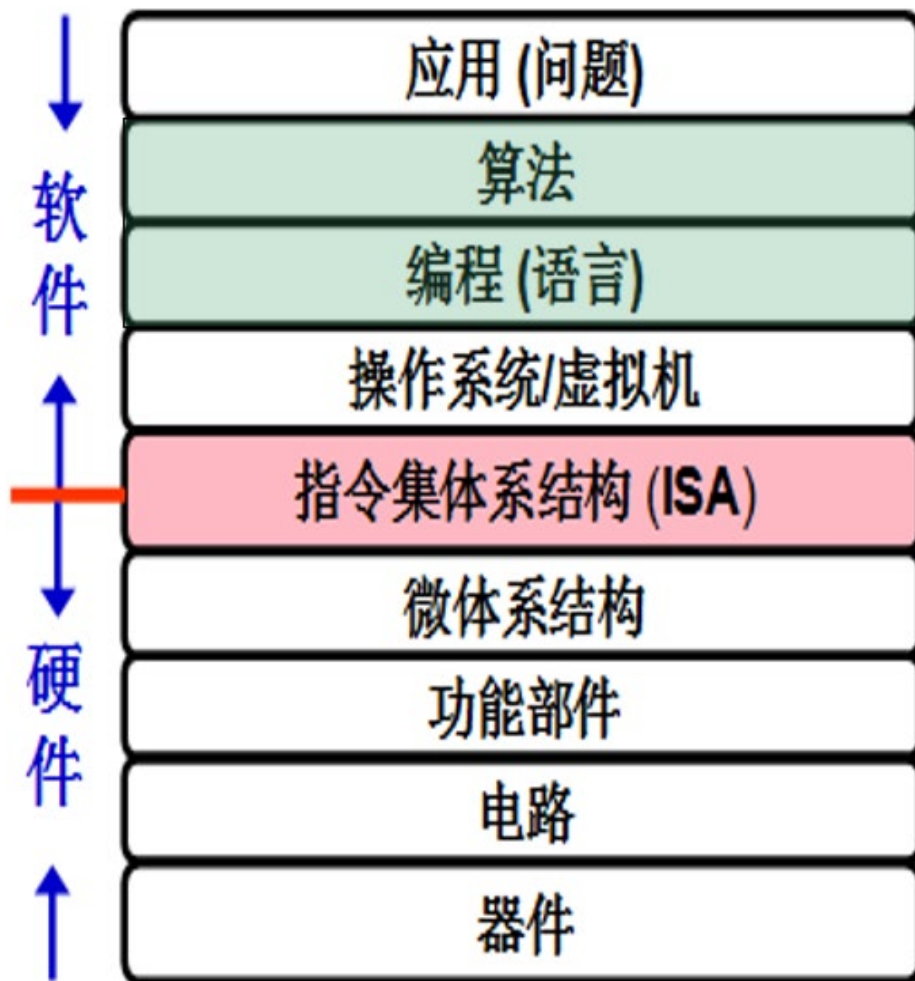 应用 (问题)
算法
编程 (语言)
操作系统/虚拟机
指令集体系结构 (ISA)
微体系结构
功能部件
电路
器件
软
件
硬
件